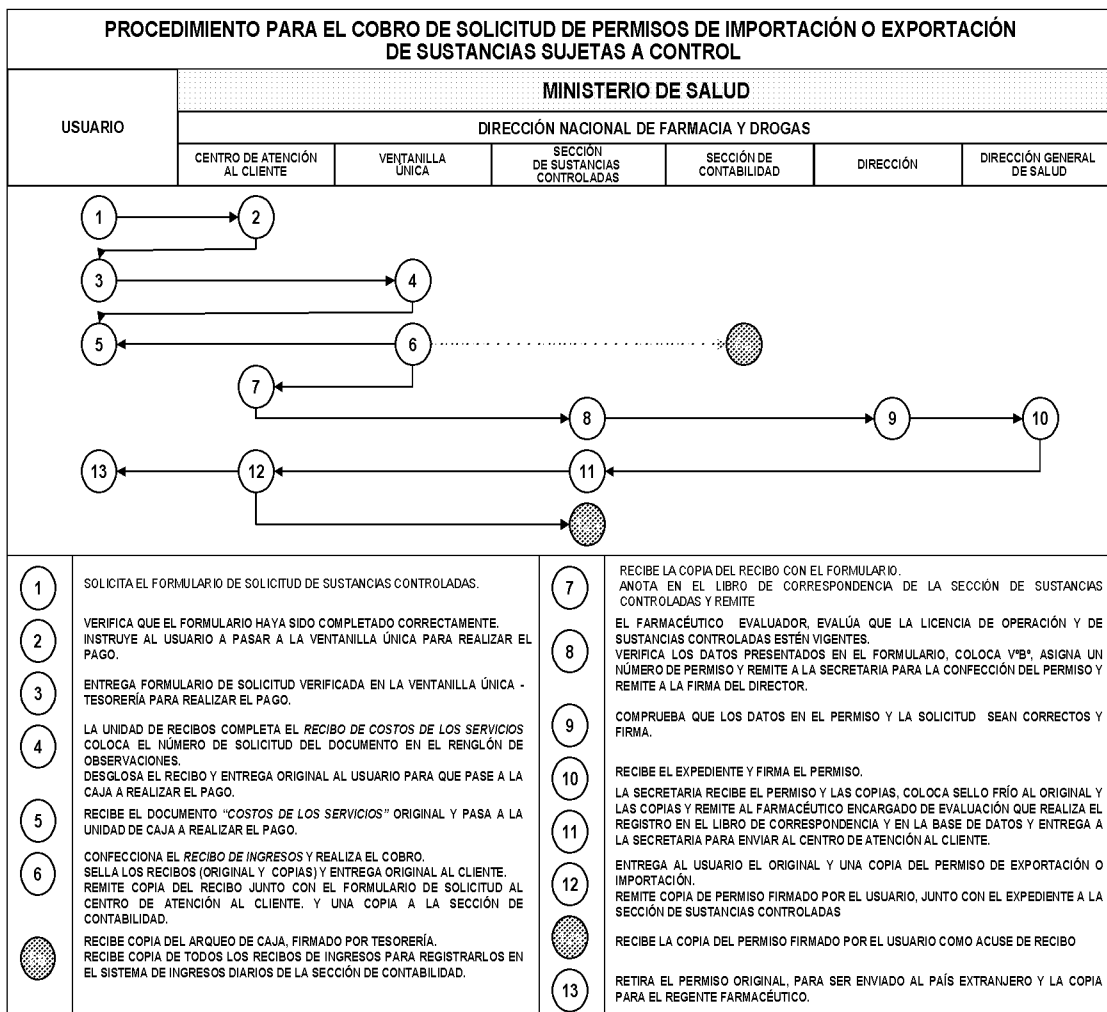 PROCEDIMIENTO PARA EL COBRO DE SOLICITUD DE PERMISOS DE IMPORTACIÓN O EXPORTACIÓN
DE SUSTANCIAS SUJETAS A CONTROL
USUARIO
MINISTERIO DE SALUD
DIRECCIÓN NACIONAL DE FARMACIA Y DROGAS
CENTRO DE ATENCIÓN
AL CLIENTE
VENTANILLA
ÚNICA
SECCIÓN
DE SUSTANCIAS
CONTROLADAS
SECCIÓN DE
CONTABILIDAD
DIRECCIÓN
DIRECCIÓN GENERAL
DE SALUD
1
2
3
4
5
6
7
8
9
10
13
12
11
1
SOLICITA EL FORMULARIO DE SOLICITUD DE SUSTANCIAS CONTROLADAS.
2
VERIFICA QUE EL FORMULARIO HAYA SIDO COMPLETADO CORRECTAMENTE.
INSTRUYE AL USUARIO A PASAR A LA VENTANILLA ÚNICA PARA REALIZAR EL
PAGO.
3
ENTREGA FORMULARIO DE SOLICITUD VERIFICADA EN LA VENTANILLA ÚNICA -
TESORERÍA PARA REALIZAR EL PAGO.
4
LA UNIDAD DE RECIBOS COMPLETA EL RECIBO DE COSTOS DE LOS SERVICIOS
COLOCA EL NÚMERO DE SOLICITUD DEL DOCUMENTO EN EL RENGLÓN DE
OBSERVACIONES.
DESGLOSA EL RECIBO Y ENTREGA ORIGINAL AL USUARIO PARA QUE PASE A LA
CAJA A REALIZAR EL PAGO.
5
RECIBE EL DOCUMENTO "COSTOS DE LOS SERVICIOS" ORIGINAL Y PASA A LA
UNIDAD DE CAJA A REALIZAR EL PAGO.
6
CONFECCIONA EL RECIBO DE INGRESOS Y REALIZA EL COBRO.
SELLA LOS RECIBOS (ORIGINAL Y COPIAS) Y ENTREGA ORIGINAL AL CLIENTE.
REMITE COPIA DEL RECIBO JUNTO CON EL FORMULARIO DE SOLICITUD AL
CENTRO DE ATENCIÓN AL CLIENTE. Y UNA COPIA A LA SECCIÓN DE
CONTABILIDAD.
RECIBE COPIA DEL ARQUEO DE CAJA, FIRMADO POR TESORERÍA.
RECIBE COPIA DE TODOS LOS RECIBOS DE INGRESOS PARA REGISTRARLOS EN
EL SISTEMA DE INGRESOS DIARIOS DE LA SECCIÓN DE CONTABILIDAD.
7
RECIBE LA COPIA DEL RECIBO CON EL FORMULARIO.
ANOTA EN EL LIBRO DE CORRESPONDENCIA DE LA SECCIÓN DE SUSTANCIAS
CONTROLADAS Y REMITE
8
EL FARMACÉUTICO EVALUADOR, EVALÚA QUE LA LICENCIA DE OPERACIÓN Y DE
SUSTANCIAS CONTROLADAS ESTÉN VIGENTES.
VERIFICA LOS DATOS PRESENTADOS EN EL FORMULARIO, COLOCA VºBº, ASIGNA UN
NÚMERO DE PERMISO Y REMITE A LA SECRETARIA PARA LA CONFECCIÓN DEL PERMISO Y
REMITE A LA FIRMA DEL DIRECTOR.
9
COMPRUEBA QUE LOS DATOS EN EL PERMISO Y LA SOLICITUD SEAN CORRECTOS Y
FIRMA.
10
RECIBE EL EXPEDIENTE Y FIRMA EL PERMISO.
11
LA SECRETARIA RECIBE EL PERMISO Y LAS COPIAS, COLOCA SELLO FRÍO AL ORIGINAL Y
LAS COPIAS Y REMITE AL FARMACÉUTICO ENCARGADO DE EVALUACIÓN QUE REALIZA EL
REGISTRO EN EL LIBRO DE CORRESPONDENCIA Y EN LA BASE DE DATOS Y ENTREGA A
LA SECRETARIA PARA ENVIAR AL CENTRO DE ATENCIÓN AL CLIENTE.
12
ENTREGA AL USUARIO EL ORIGINAL Y UNA COPIA DEL PERMISO DE EXPORTACIÓN O
IMPORTACIÓN.
REMITE COPIA DE PERMISO FIRMADO POR EL USUARIO, JUNTO CON EL EXPEDIENTE A LA
SECCIÓN DE SUSTANCIAS CONTROLADAS
RECIBE LA COPIA DEL PERMISO FIRMADO POR EL USUARIO COMO ACUSE DE RECIBO
13
RETIRA EL PERMISO ORIGINAL, PARA SER ENVIADO AL PAÍS EXTRANJERO Y LA COPIA
PARA EL REGENTE FARMACÉUTICO.